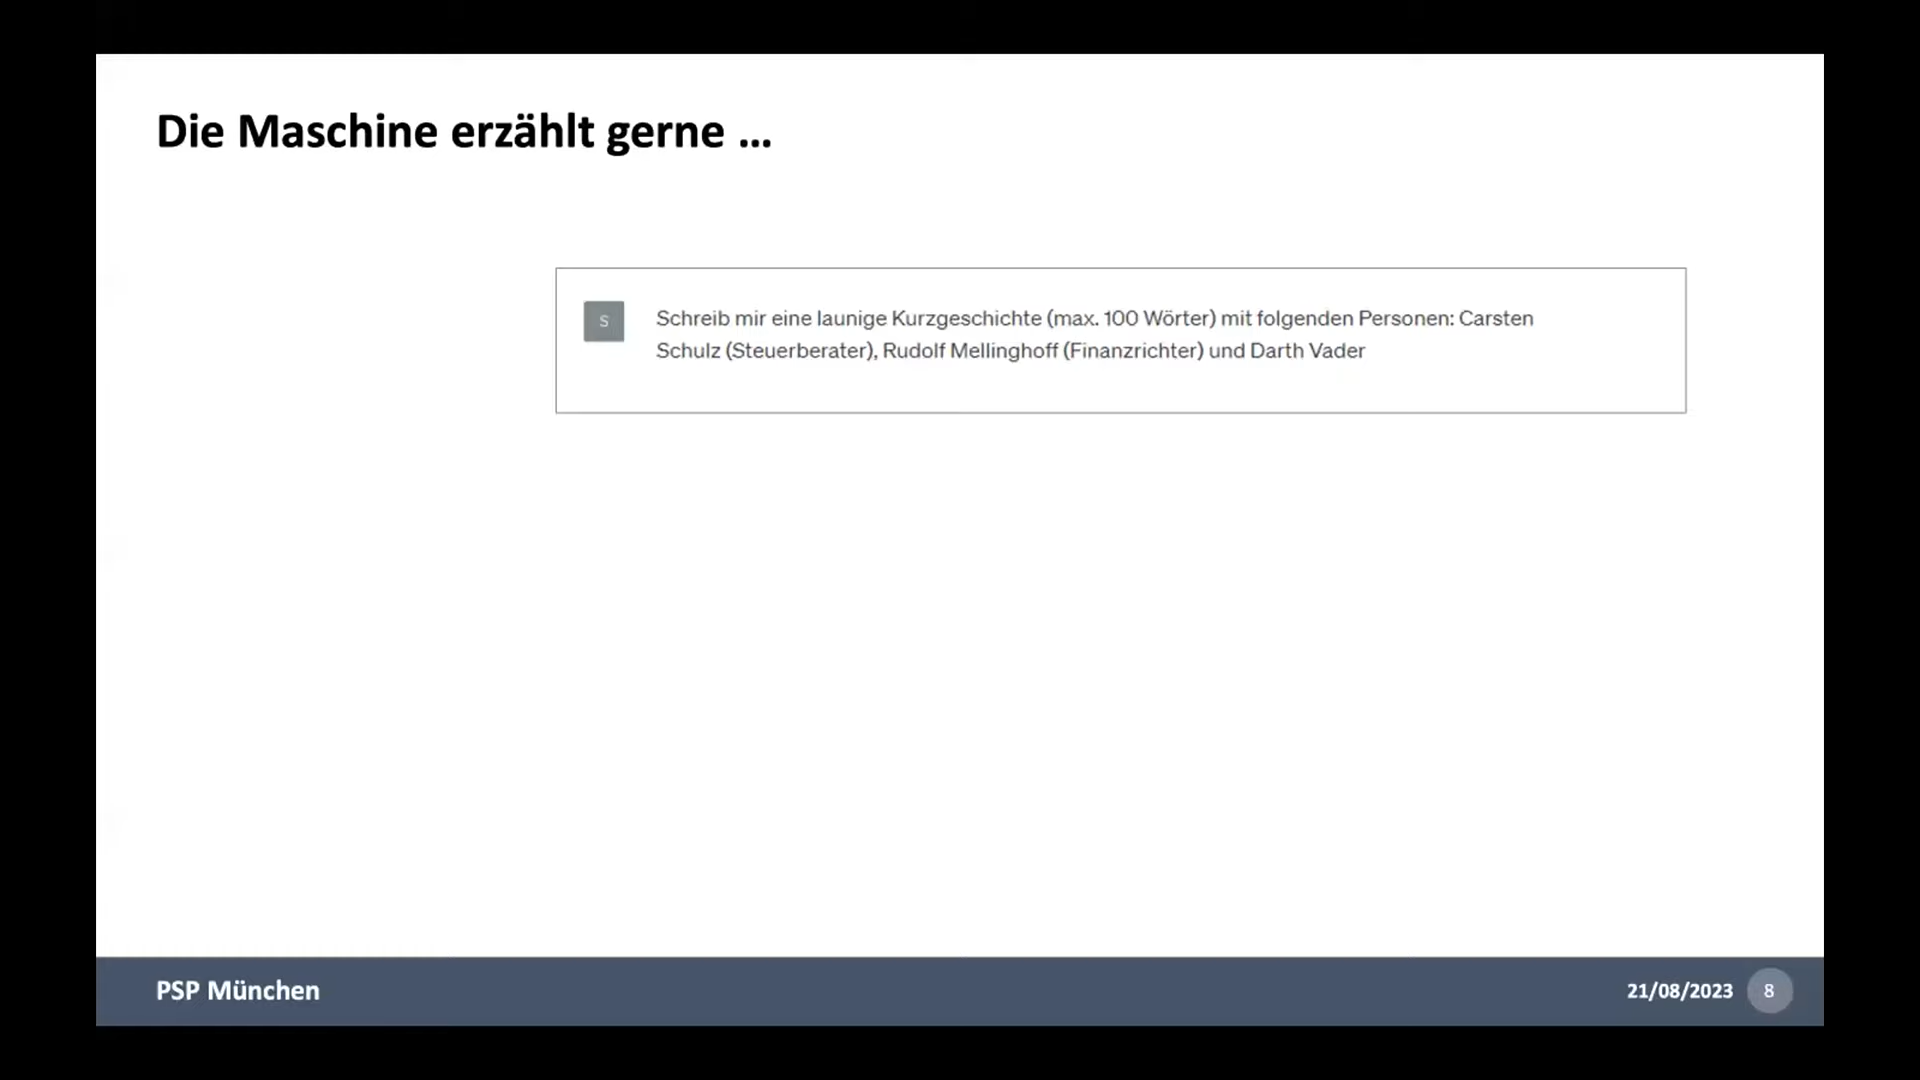 Die Maschine erzählt gerne ...
S
Schreib mir eine launige Kurzgeschichte (max. 100 Wörter) mit folgenden Personen: Carsten
Schulz (Steuerberater), Rudolf Mellinghoff (Finanzrichter) und Darth Vader
PSP München
21/08/2023
8